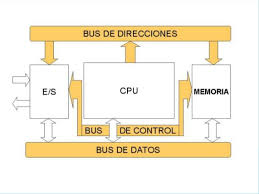 BUS DE DIRECCIONES
E/S
CPU
MEMORIA
BUS DE CONTROL
BUS DE DATOS